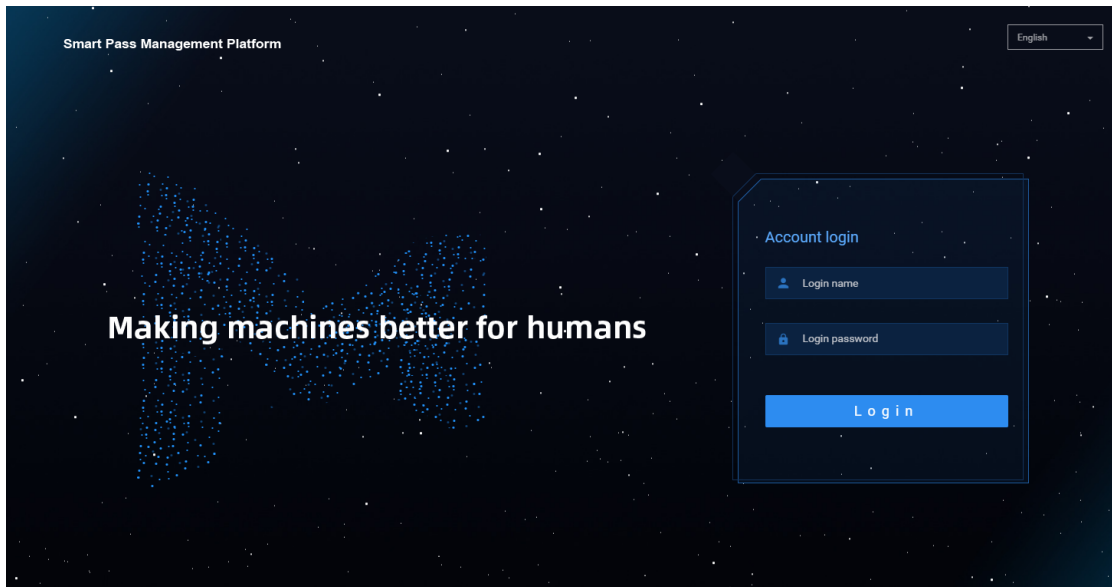 Smart Pass Management Platform
English
Making machines better for humans
Account login
Login name
Login password
Login